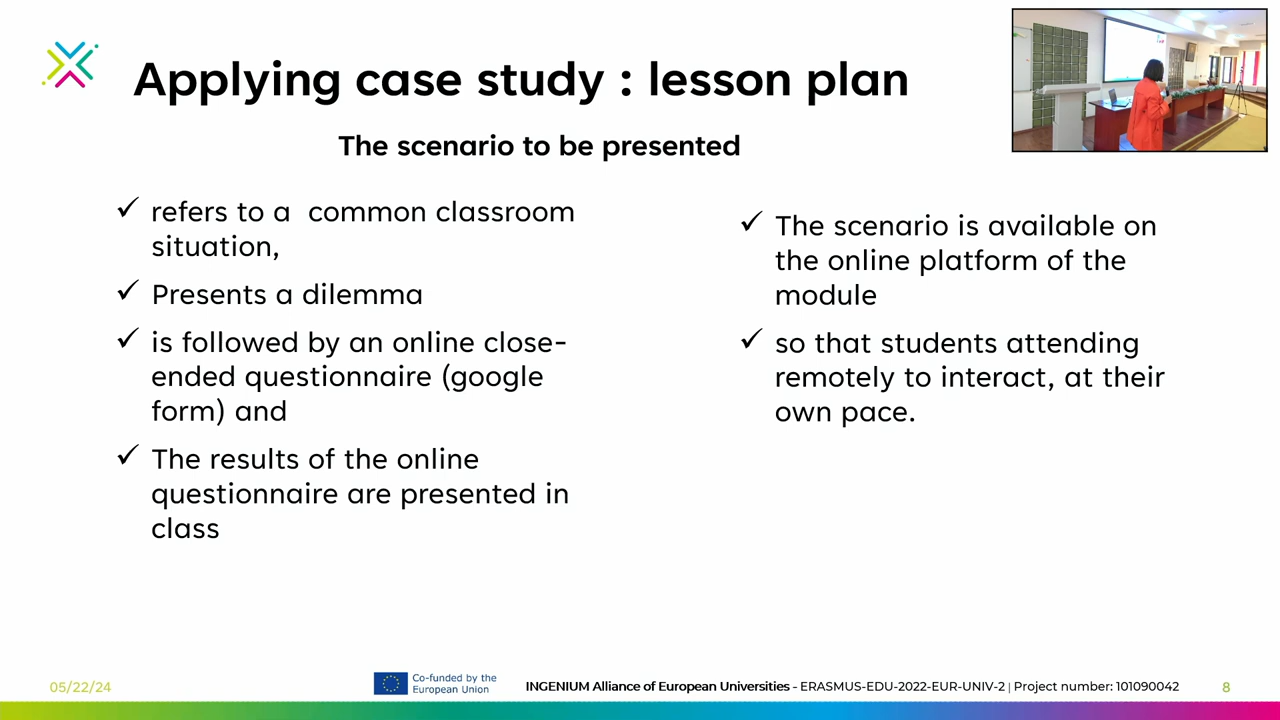 Applying case study : lesson plan
The scenario to be presented
refers to a common classroom
situation,
Presents a dilemma
is followed by an online close-
ended questionnaire (google
form) and
The results of the online
questionnaire are presented in
class
The scenario is available on
the online platform of the
module
so that students attending
remotely to interact, at their
own pace.
05/22/24
Co-funded by the
European Union
INGENIUM Alliance of European Universities - ERASMUS-EDU-2022-EUR-UNIV-2 | Project number: 101090042
8